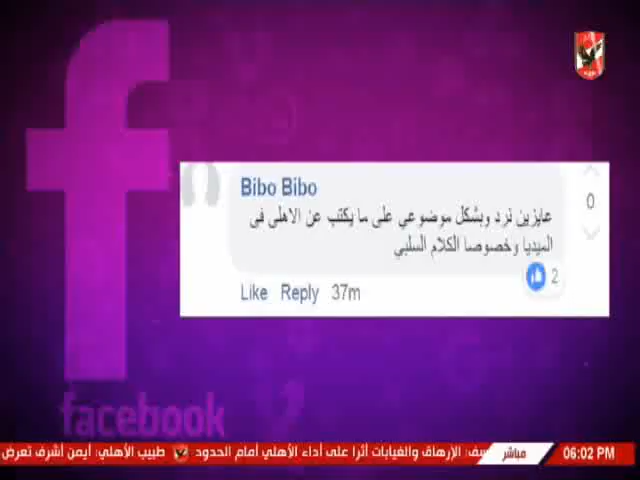 Bibo Bibo
0
عايزين نرد وبشكل موضوعي على ما يكتب عن الاهلى فى
الميديا وخصوصا الكلام السلبي
2
Like Reply 37m
facebook
06:02 PM مباشر سف: الإرهاق والغيابات أثرا على أداء الأهلي أمام الحدود طبيب الأهلي: أيمن أشرف تعرض